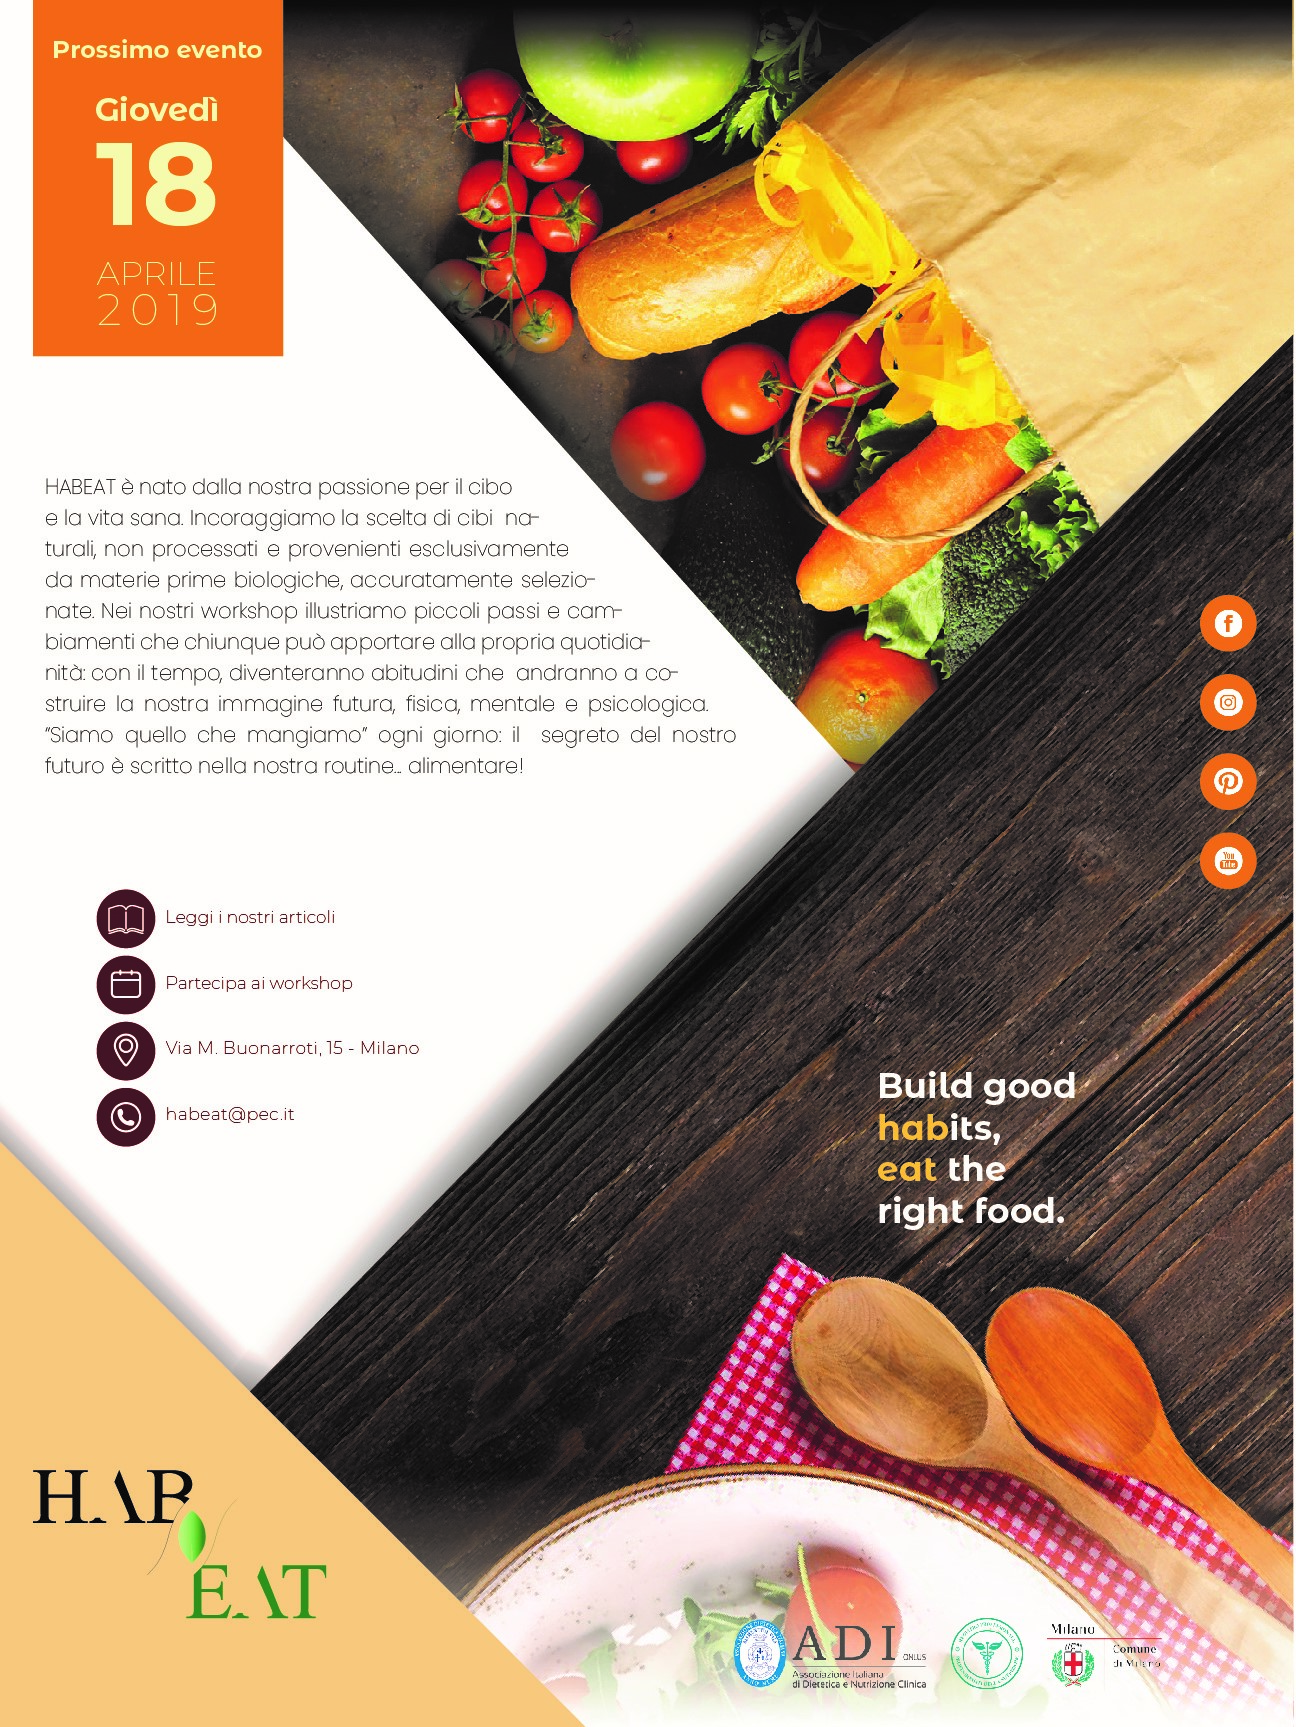 Prossimo evento
Giovedì
18
APRILE
2019
HABEAT è nato dalla nostra passione per il cibo
e la vita sana. Incoraggiamo la scelta di cibi na-
turali, non processati e provenienti esclusivamente
da materie prime biologiche, accuratamente selezio-
nate. Nei nostri workshop illustriamo piccoli passi e cam-
biamenti che chiunque può apportare alla propria quotidia-
nità: con il tempo, diventeranno abitudini che andranno a co-
struire la nostra immagine futura, fisica, mentale e psicologica.
"Siamo quello che mangiamo" ogni giorno: il segreto del nostro
futuro è scritto nella nostra routine... alimentare!
Leggi i nostri articoli
Partecipa ai workshop
Via M. Buonarroti, 15 - Milano
habeat@pec.it
You
Tube
Build good
habits,
eat the
right food.
HAB
EAT
ADI ONLUS
Associazione Italiana
di Dietetica e Nutrizione Clinica
Milano
Comune
di Milano